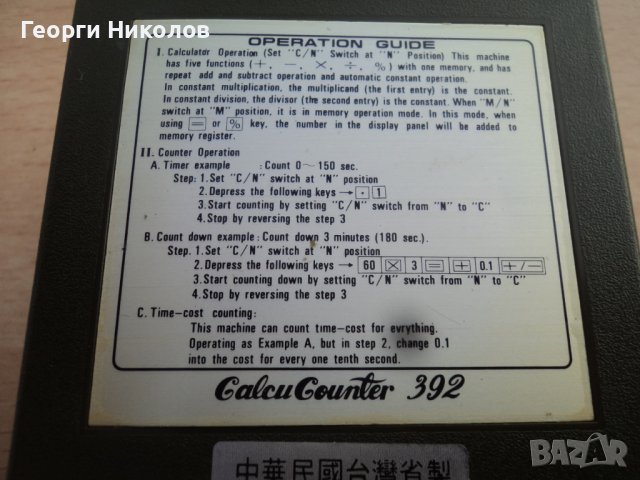 Георги Николов
OPERATION GUIDE
I. Calculator Operation (Set "C/N" Switch at "N" Position) This machine
has five functions (+, −, ×, ÷, %) with one memory, and has
repeat add and subtract operation and automatic constant operation.
In constant multiplication, the multiplicand (the first entry) is the constant.
In constant division, the divisor (the second entry) is the constant. When "M/N"
switch at "M" position, it is in memory operation mode. In this mode, when
using = or % key, the number in the display panel will be added to
memory register.
II. Counter Operation
A. Timer example :Count 0~150 sec.
Step: 1.Set "C/N" switch at "N" position
2.Depress the following keys → · 1
3.Start counting by setting "C/N" switch from "N" to "C"
4.Stop by reversing the step 3
B. Count down example: Count down 3 minutes (180 sec.).
Step. 1.Set "C/N" switch at "N" position
2.Depress the following keys → 60 × 3 = + 0.1 +/−
3.Start counting down by setting "C/N" switch from "N" to "C"
4.Stop by reversing the step 3
C. Time-cost counting:
This machine can count time-cost for evrything.
Operating as Example A, but in step 2, change 0.1
into the cost for every one tenth second.
CalcuCounter 392
中華民國台灣省製
BAZAR